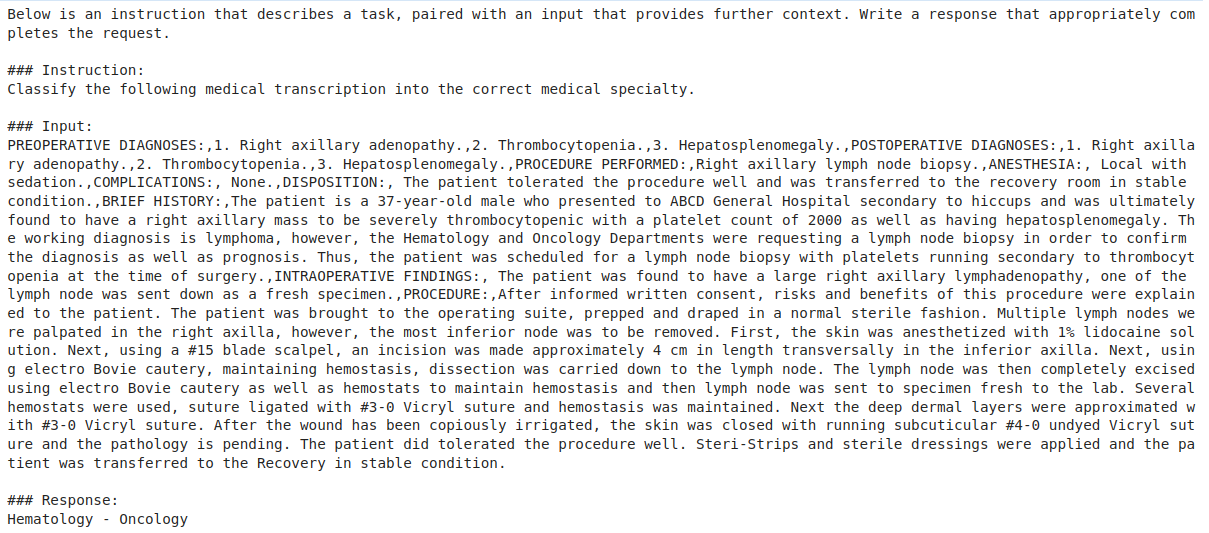 Below is an instruction that describes a task, paired with an input that provides further context. Write a response that appropriately com
pletes the request.

### Instruction:
Classify the following medical transcription into the correct medical specialty.

### Input:
PREOPERATIVE DIAGNOSES:,1. Right axillary adenopathy.,2. Thrombocytopenia.,3. Hepatosplenomegaly.,POSTOPERATIVE DIAGNOSES:,1. Right axilla
ry adenopathy.,2. Thrombocytopenia.,3. Hepatosplenomegaly.,PROCEDURE PERFORMED:,Right axillary lymph node biopsy.,ANESTHESIA:, Local with
sedation.,COMPLICATIONS:, None.,DISPOSITION:, The patient tolerated the procedure well and was transferred to the recovery room in stable
condition.,BRIEF HISTORY:,The patient is a 37-year-old male who presented to ABCD General Hospital secondary to hiccups and was ultimately
found to have a right axillary mass to be severely thrombocytopenic with a platelet count of 2000 as well as having hepatosplenomegaly. Th
e working diagnosis is lymphoma, however, the Hematology and Oncology Departments were requesting a lymph node biopsy in order to confirm
the diagnosis as well as prognosis. Thus, the patient was scheduled for a lymph node biopsy with platelets running secondary to thrombocyt
openia at the time of surgery.,INTRAOPERATIVE FINDINGS:, The patient was found to have a large right axillary lymphadenopathy, one of the
lymph node was sent down as a fresh specimen.,PROCEDURE:,After informed written consent, risks and benefits of this procedure were explain
ed to the patient. The patient was brought to the operating suite, prepped and draped in a normal sterile fashion. Multiple lymph nodes we
re palpated in the right axilla, however, the most inferior node was to be removed. First, the skin was anesthetized with 1% lidocaine sol
ution. Next, using a #15 blade scalpel, an incision was made approximately 4 cm in length transversally in the inferior axilla. Next, usin
g electro Bovie cautery, maintaining hemostasis, dissection was carried down to the lymph node. The lymph node was then completely excised
using electro Bovie cautery as well as hemostats to maintain hemostasis and then lymph node was sent to specimen fresh to the lab. Several
hemostats were used, suture ligated with #3-0 Vicryl suture and hemostasis was maintained. Next the deep dermal layers were approximated w
ith #3-0 Vicryl suture. After the wound has been copiously irrigated, the skin was closed with running subcuticular #4-0 undyed Vicryl sut
ure and the pathology is pending. The patient did tolerated the procedure well. Steri-Strips and sterile dressings were applied and the pa
tient was transferred to the Recovery in stable condition.

### Response:
Hematology - Oncology